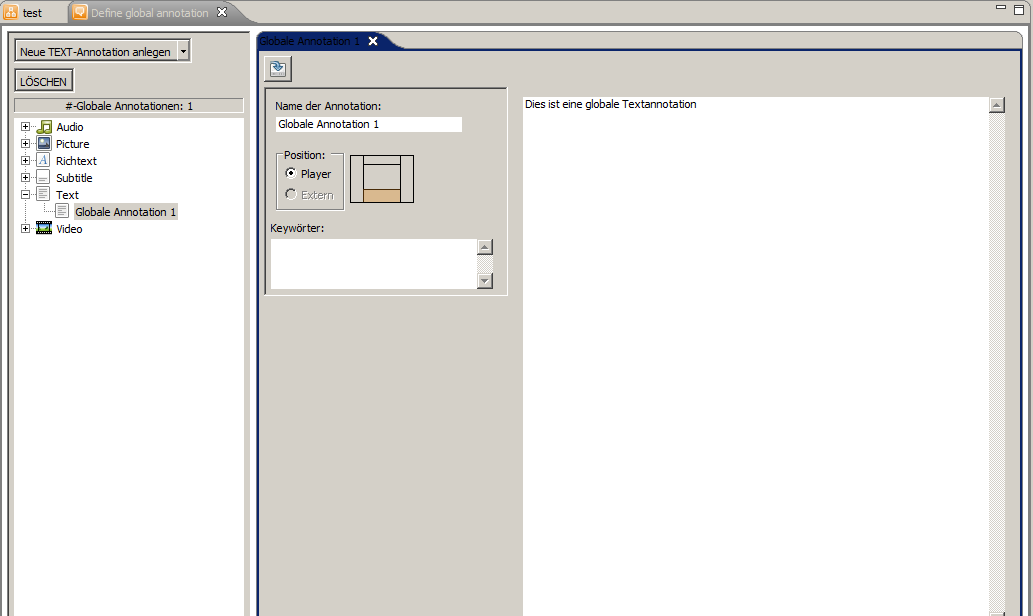 test
Define global annotation
Neue TEXT-Annotation anlegen
LÖSCHEN
#-Globale Annotationen: 1
Audio
Picture
Richtext
Subtitle
Text
Globale Annotation 1
Video
Globale Annotation 1
Name der Annotation:
Globale Annotation 1
Position:
Player
Extern
Keywörter:
Dies ist eine globale Textannotation